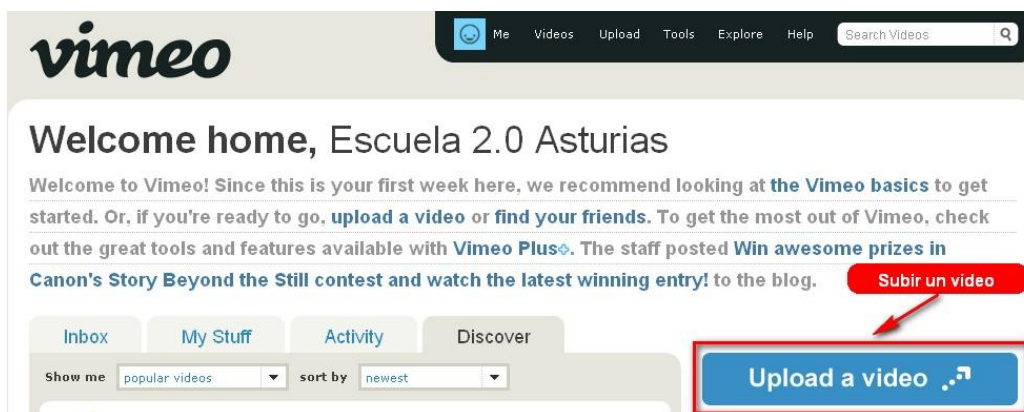 vimeo
Me Videos Upload Tools Explore Help Search Videos
Welcome home, Escuela 2.0 Asturias
Welcome to Vimeo! Since this is your first week here, we recommend looking at the Vimeo basics to get
started. Or, if you're ready to go, upload a video or find your friends. To get the most out of Vimeo, check
out the great tools and features available with Vimeo Plus. The staff posted Win awesome prizes in
Canon's Story Beyond the Still contest and watch the latest winning entry! to the blog.
Subir un vídeo
Inbox My Stuff Activity Discover
Show me popular videos sort by newest
Upload a video